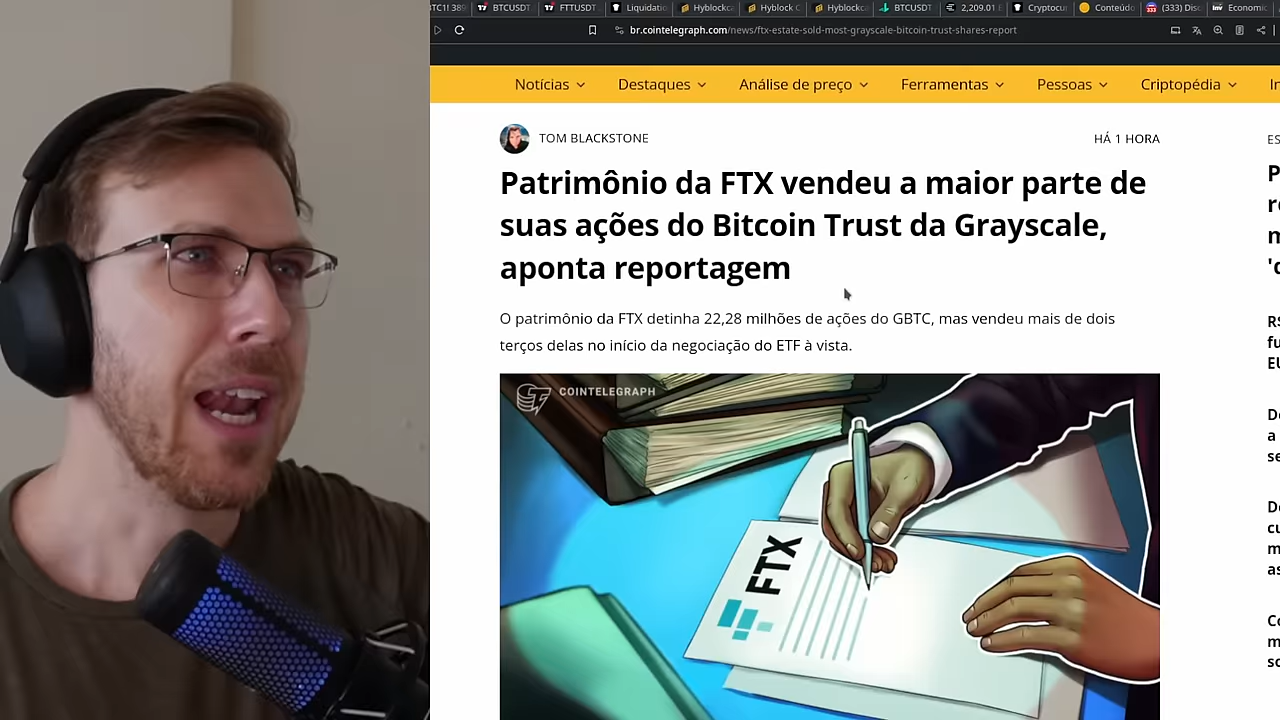 BTCUSDT
FTTUSDT
Liquidatio
Hyblockca
Hyblock C
Hyblockca
BTCUSDT
2,209.01 E
Cryptocur
Conteúdo
(333) Disc
Economic
br.cointelegraph.com/news/ftx-estate-sold-most-grayscale-bitcoin-trust-shares-report
Notícias Destaques Análise de preço Ferramentas Pessoas Criptopédia
TOM BLACKSTONE
HÁ 1 HORA
Patrimônio da FTX vendeu a maior parte de
suas ações do Bitcoin Trust da Grayscale,
aponta reportagem
O patrimônio da FTX detinha 22,28 milhões de ações do GBTC, mas vendeu mais de dois
terços delas no início da negociação do ETF à vista.
COINTELEGRAPH
FTX